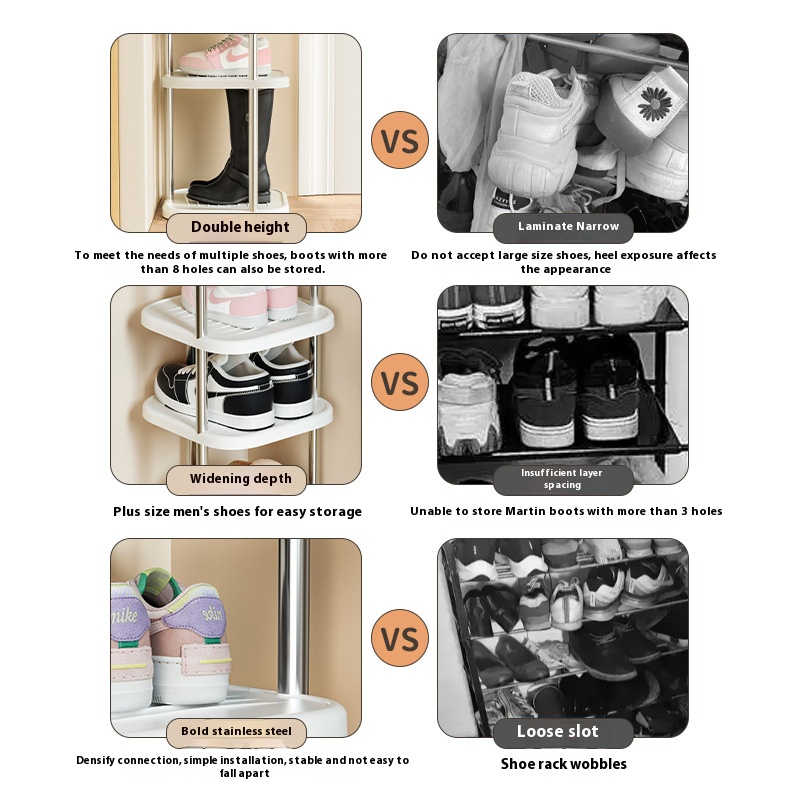 VS
Double height
Laminate Narrow
To meet the needs of multiple shoes, boots with more
than 8 holes can also be stored.
Do not accept large size shoes, heel exposure affects
the appearance
VS
Widening depth
Insufficient layer
spacing
Plus size men's shoes for easy storage
Unable to store Martin boots with more than 3 holes
nike
nike
VS
Bold stainless steel
Loose slot
Densify connection, simple installation, stable and not easy to
fall apart
Shoe rack wobbles